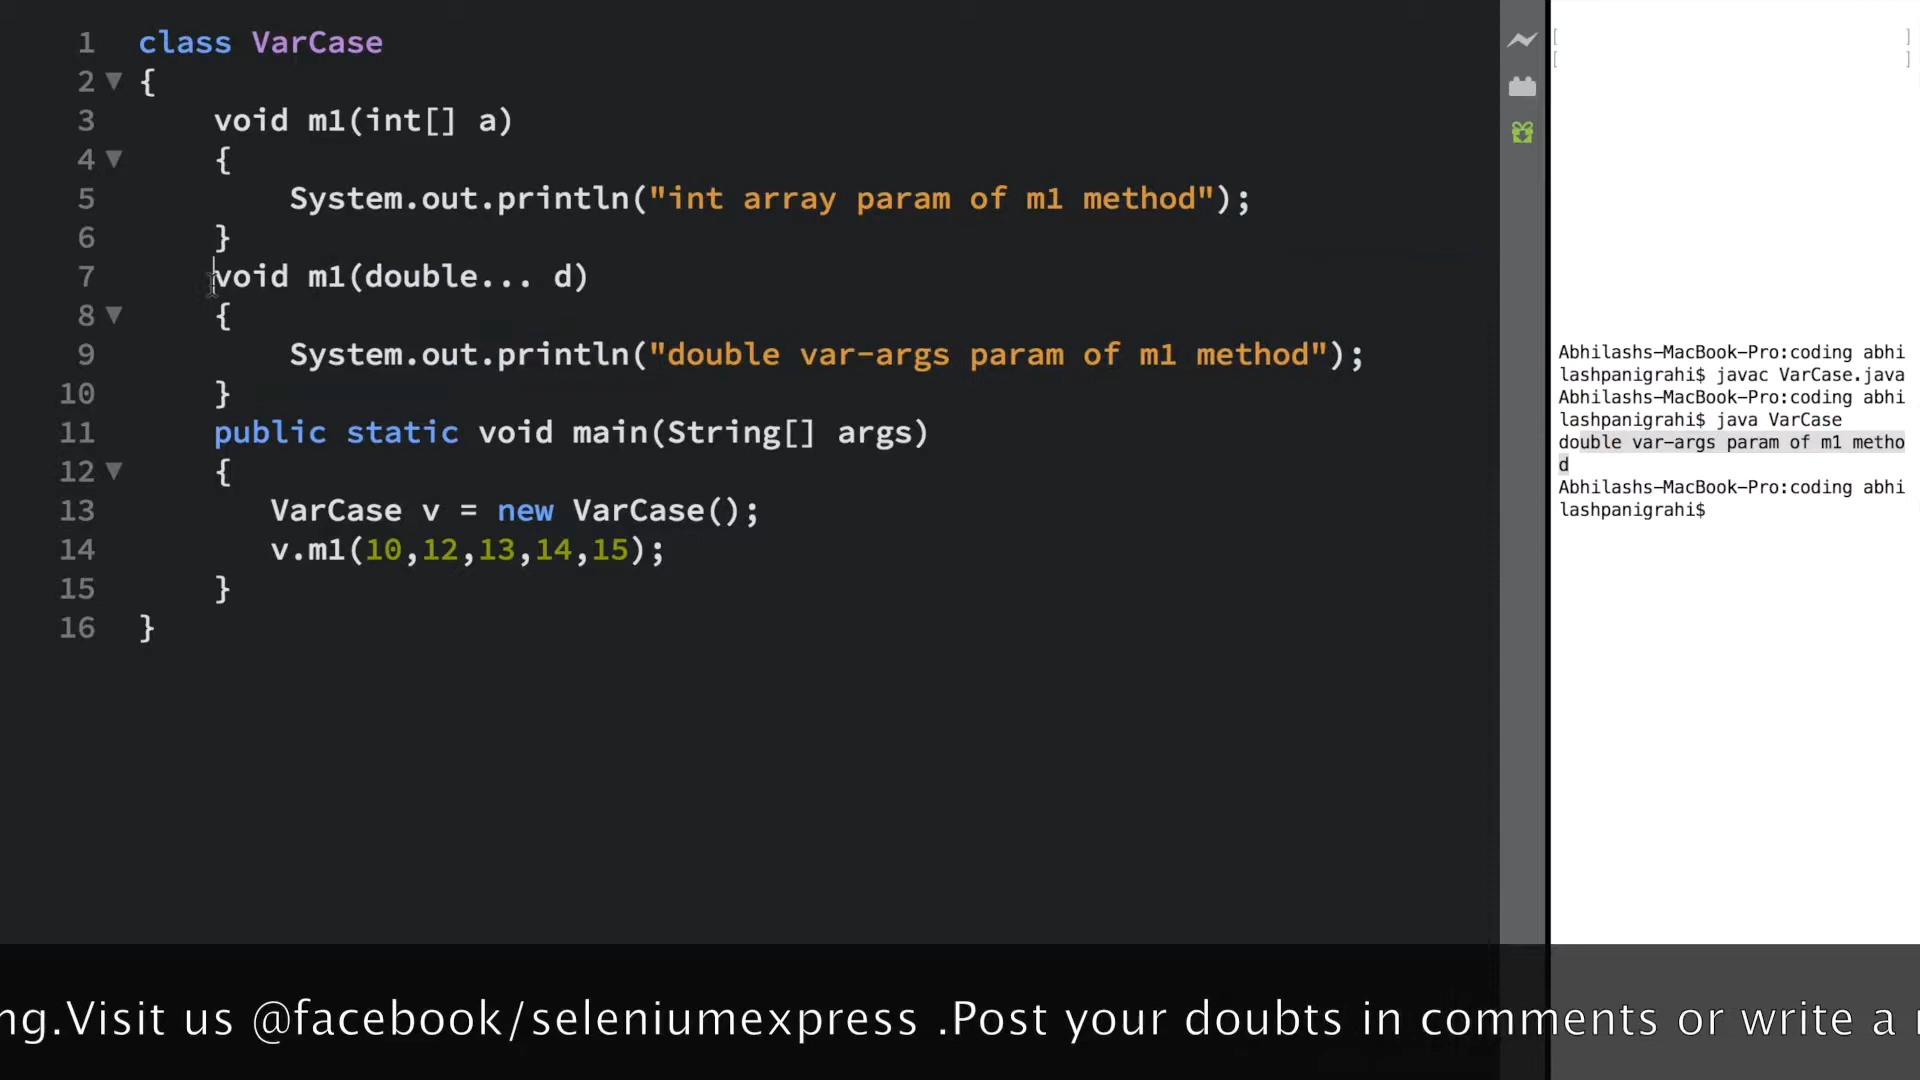 1 class VarCase
2 {
3 void m1(int[] a)
4 {
5 System.out.println("int array param of m1 method");
6 }
7 void m1(double... d)
8 {
9 System.out.println("double var-args param of m1 method");
10 }
11 public static void main(String[] args)
12 {
13 VarCase v = new VarCase();
14 v.m1(10,12,13,14,15);
15 }
16 }
[ ]
[ ]
Abhilashs-MacBook-Pro:coding abhi
lashpanigrahi$ javac VarCase.java
Abhilashs-MacBook-Pro:coding abhi
lashpanigrahi$ java VarCase
double var-args param of m1 metho
d
Abhilashs-MacBook-Pro:coding abhi
lashpanigrahi$
ng.Visit us @facebook/seleniumexpress .Post your doubts in comments or write a